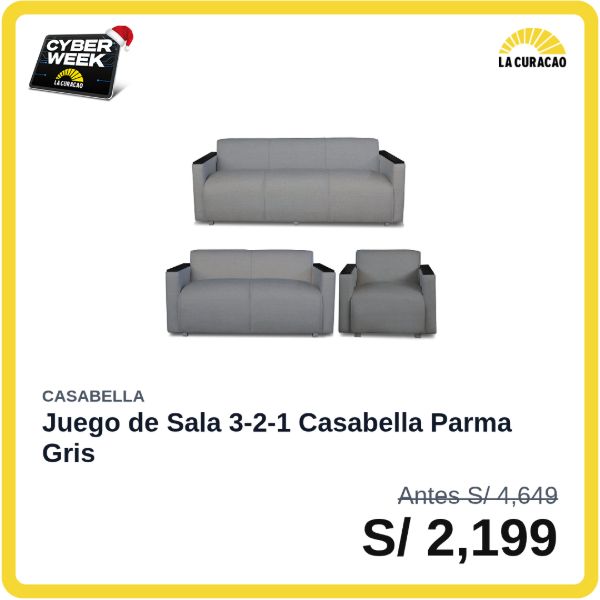 CYBER
WEEK
LA CURACAO
LA CURACAO
CASABELLA
Juego de Sala 3-2-1 Casabella Parma
Gris
Antes S/ 4,649
S/ 2,199